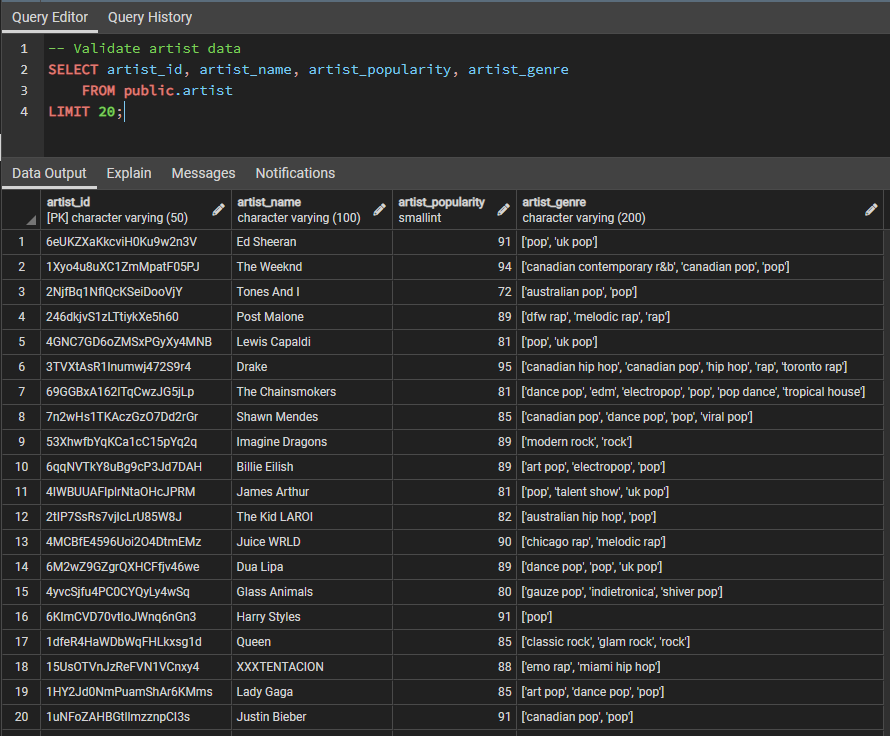 Query Editor Query History
1 -- Validate artist data
2 SELECT artist_id, artist_name, artist_popularity, artist_genre
3 FROM public.artist
4 LIMIT 20;
Data Output Explain Messages Notifications
artist_id artist_name artist_popularity artist_genre
[PK] character varying (50) character varying (100) smallint character varying (200)
1 6eUKZXaKkcviH0Ku9w2n3V Ed Sheeran 91 ['pop', 'uk pop']
2 1Xyo4u8uXC1ZmMpatF05PJ The Weeknd 94 ['canadian contemporary r&b', 'canadian pop', 'pop']
3 2NjfBq1NflQcKSeiDooVjY Tones And I 72 ['australian pop', 'pop']
4 246dkjvS1zLTtiykXe5h60 Post Malone 89 ['dfw rap', 'melodic rap', 'rap']
5 4GNC7GD6oZMSxPGyXy4MNB Lewis Capaldi 81 ['pop', 'uk pop']
6 3TVXtAsR1Inumwj472S9r4 Drake 95 ['canadian hip hop', 'canadian pop', 'hip hop', 'rap', 'toronto rap']
7 69GGBxA162lTqCwzJG5jLp The Chainsmokers 81 ['dance pop', 'edm', 'electropop', 'pop', 'pop dance', 'tropical house']
8 7n2wHs1TKAczGzO7Dd2rGr Shawn Mendes 85 ['canadian pop', 'dance pop', 'pop', 'viral pop']
9 53XhwfbYqKCa1cC15pYq2q Imagine Dragons 89 ['modern rock', 'rock']
10 6qqNVTkY8uBg9cP3Jd7DAH Billie Eilish 89 ['art pop', 'electropop', 'pop']
11 4IWBUUAFIplrNtaOHcJPRM James Arthur 81 ['pop', 'talent show', 'uk pop']
12 2tIP7SsRs7vjIcLrU85W8J The Kid LAROI 82 ['australian hip hop', 'pop']
13 4MCBfE4596Uoi2O4DtmEMz Juice WRLD 90 ['chicago rap', 'melodic rap']
14 6M2wZ9GZgrQXHCFfjv46we Dua Lipa 89 ['dance pop', 'pop', 'uk pop']
15 4yvcSjfu4PC0CYQyLy4wSq Glass Animals 80 ['gauze pop', 'indietronica', 'shiver pop']
16 6KImCVD70vtIoJWnq6nGn3 Harry Styles 91 ['pop']
17 1dfeR4HaWDbWqFHLkxsg1d Queen 85 ['classic rock', 'glam rock', 'rock']
18 15UsOTVnJzReFVN1VCnxy4 XXXTENTACION 88 ['emo rap', 'miami hip hop']
19 1HY2Jd0NmPuamShAr6KMms Lady Gaga 85 ['art pop', 'dance pop', 'pop']
20 1uNFoZAHBGtllmzznpCI3s Justin Bieber 91 ['canadian pop', 'pop']